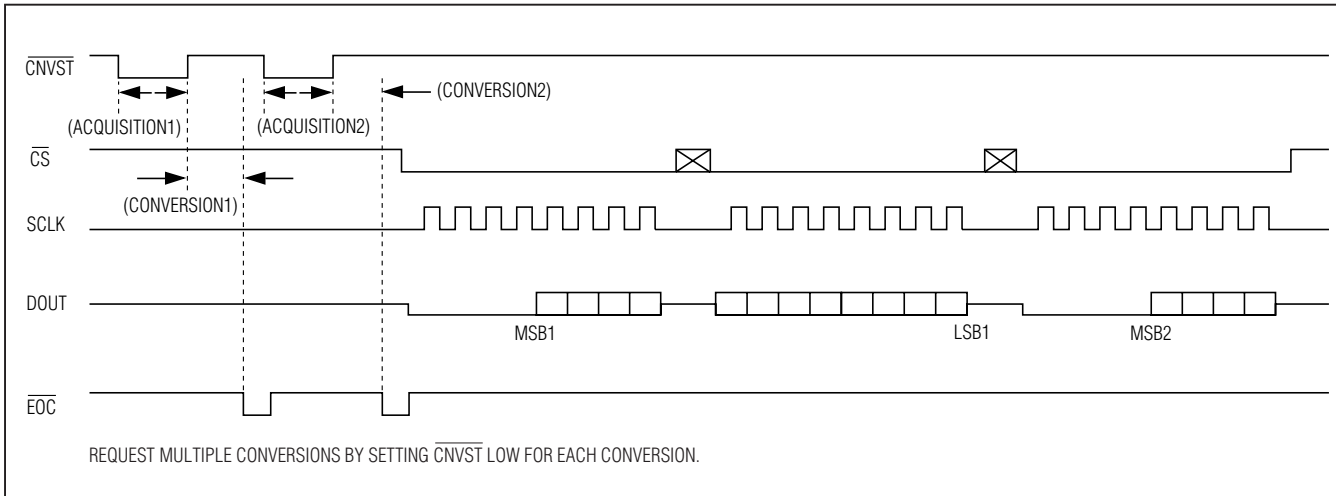 CNVST
(CONVERSION2)
(ACQUISITION1)
(ACQUISITION2)
CS
(CONVERSION1)
SCLK
DOUT
MSB1
LSB1
MSB2
EOC
REQUEST MULTIPLE CONVERSIONS BY SETTING CNVST LOW FOR EACH CONVERSION.